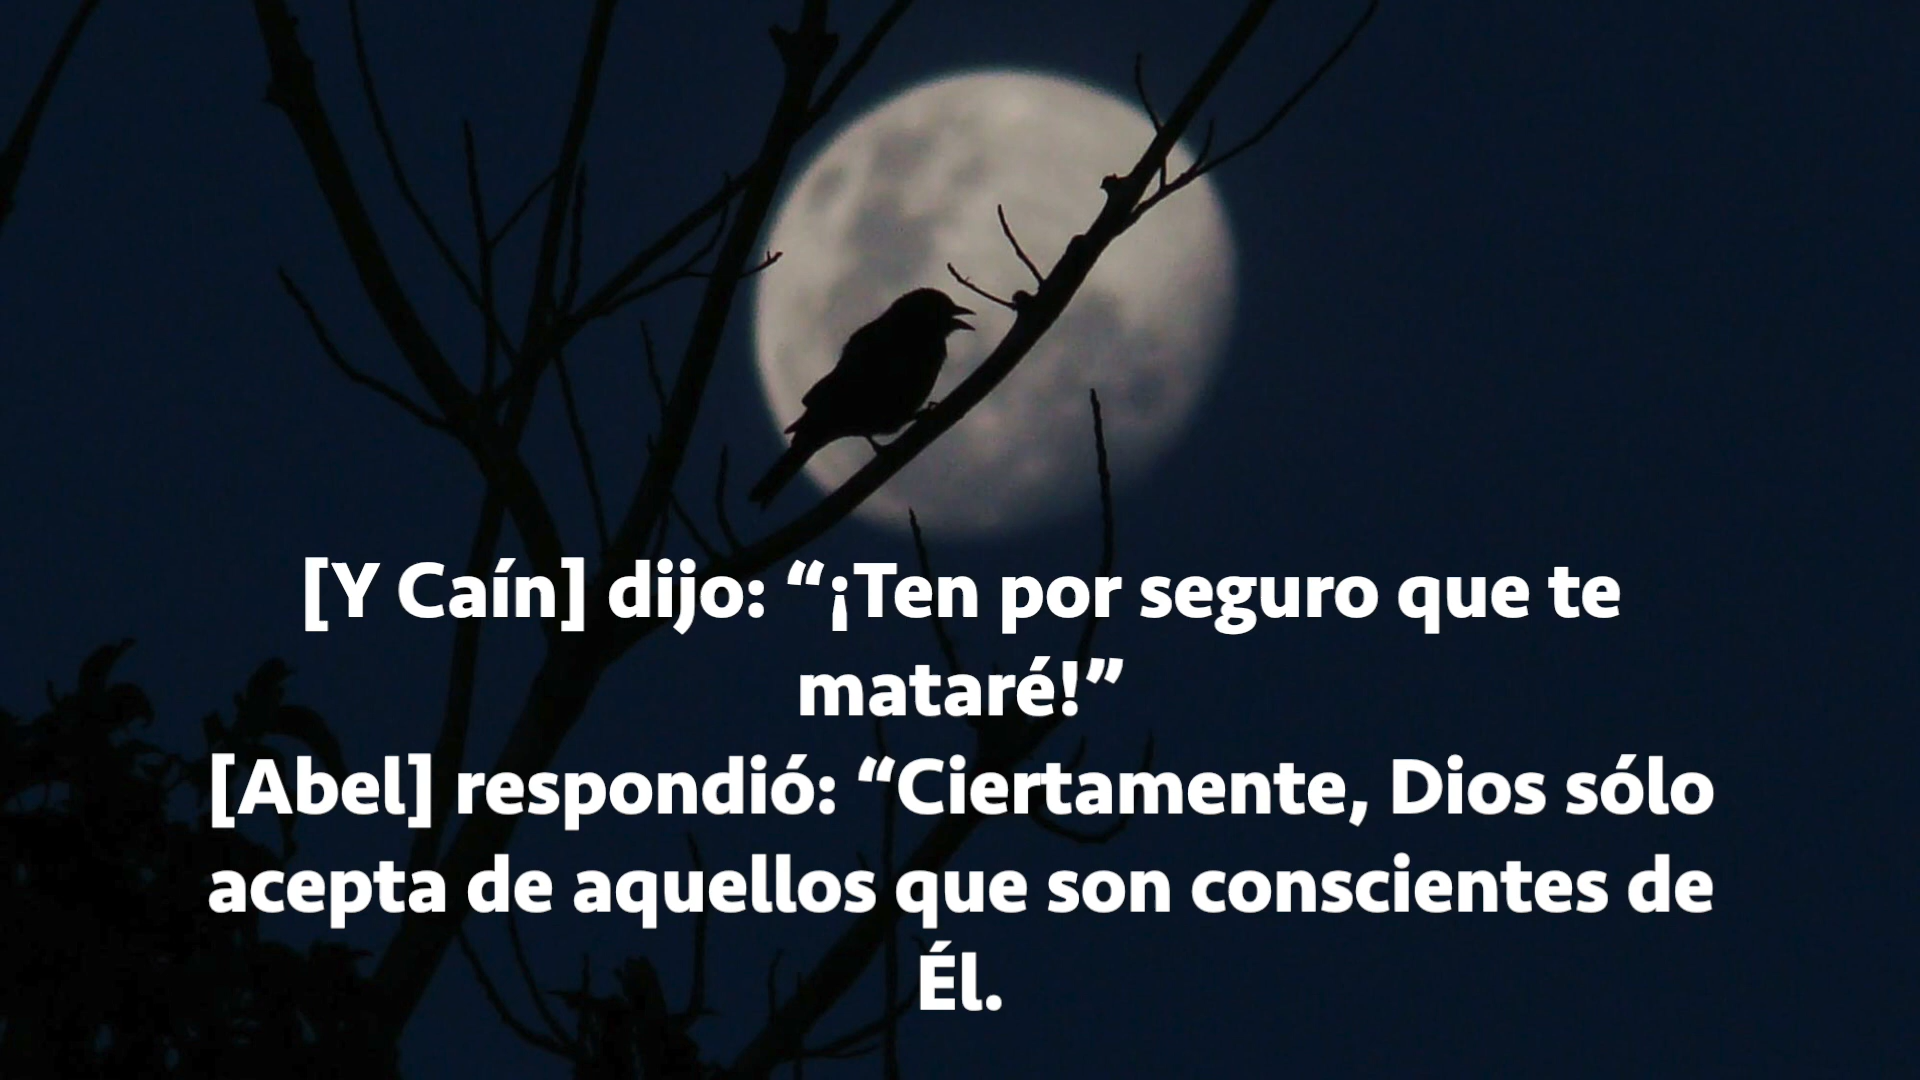 [Y Caín] dijo: “¡Ten por seguro que te
mataré!”
[Abel] respondió: “Ciertamente, Dios sólo
acepta de aquellos que son conscientes de
Él.